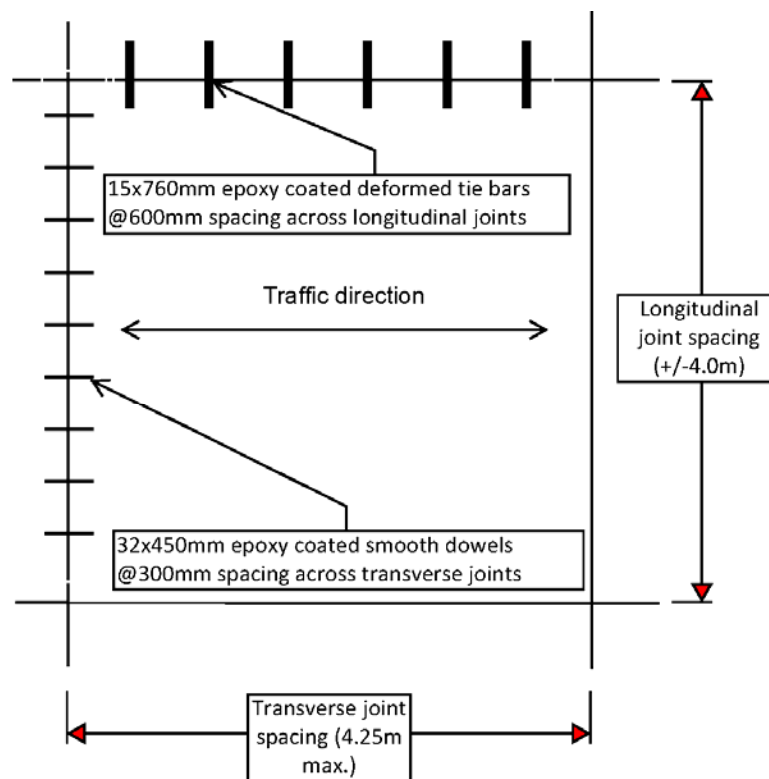 15x760mm epoxy coated deformed tie bars
@600mm spacing across longitudinal joints
Traffic direction
Longitudinal
joint spacing
(+/-4.0m)
32x450mm epoxy coated smooth dowels
@300mm spacing across transverse joints
Transverse joint
spacing (4.25m
max.)